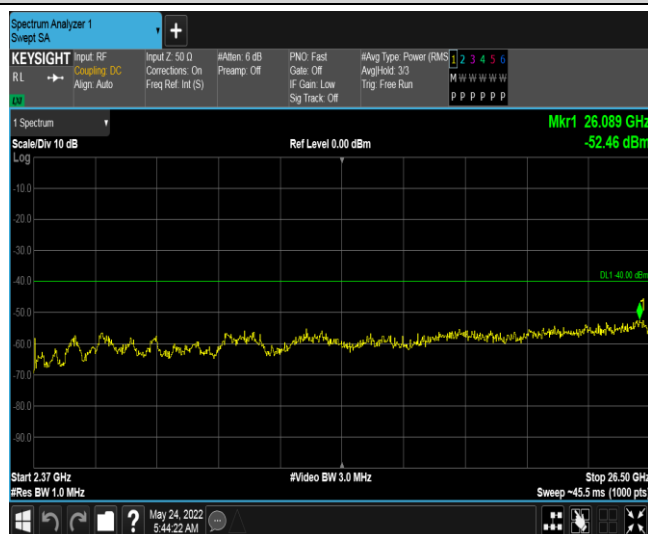 Spectrum Analyzer 1
Swept SA
KEYSIGHT
RL
LXI
Input: RF
Coupling: DC
Align: Auto
Input Z: 50 Ω
Corrections: On
Freq Ref: Int (S)
#Atten: 6 dB
Preamp: Off
PNO: Fast
Gate: Off
IF Gain: Low
Sig Track: Off
#Avg Type: Power (RMS
Avg|Hold: 3/3
Trig: Free Run
1 2 3 4 5 6
M W W W W W
P P P P P P
1 Spectrum
Scale/Div 10 dB
Ref Level 0.00 dBm
Mkr1 26.089 GHz
-52.46 dBm
Log
-10.0
-20.0
-30.0
DL1 -40.00 dBm
-40.0
-50.0
1
-60.0
-70.0
-80.0
-90.0
Start 2.37 GHz
#Res BW 1.0 MHz
#Video BW 3.0 MHz
Stop 26.50 GHz
Sweep ~45.5 ms (1000 pts)
May 24, 2022
5:44:22 AM